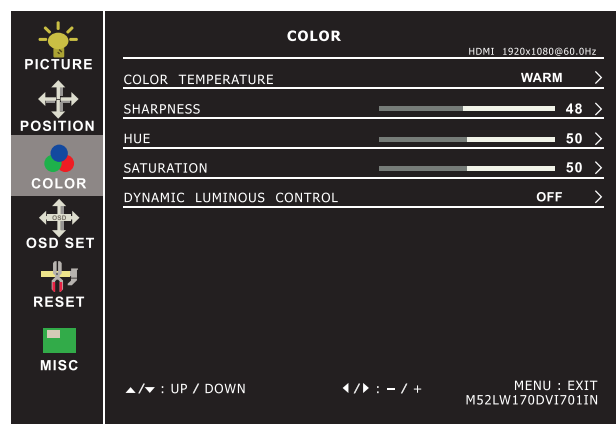 PICTURE
POSITION
COLOR
OSD
OSD SET
RESET
MISC
COLOR
HDMI 1920x1080@60.0Hz
COLOR TEMPERATURE WARM >
SHARPNESS 48 >
HUE 50 >
SATURATION 50 >
DYNAMIC LUMINOUS CONTROL OFF >
▲/▼ : UP / DOWN ◀/▶ : – / + MENU : EXIT
M52LW170DVI701IN